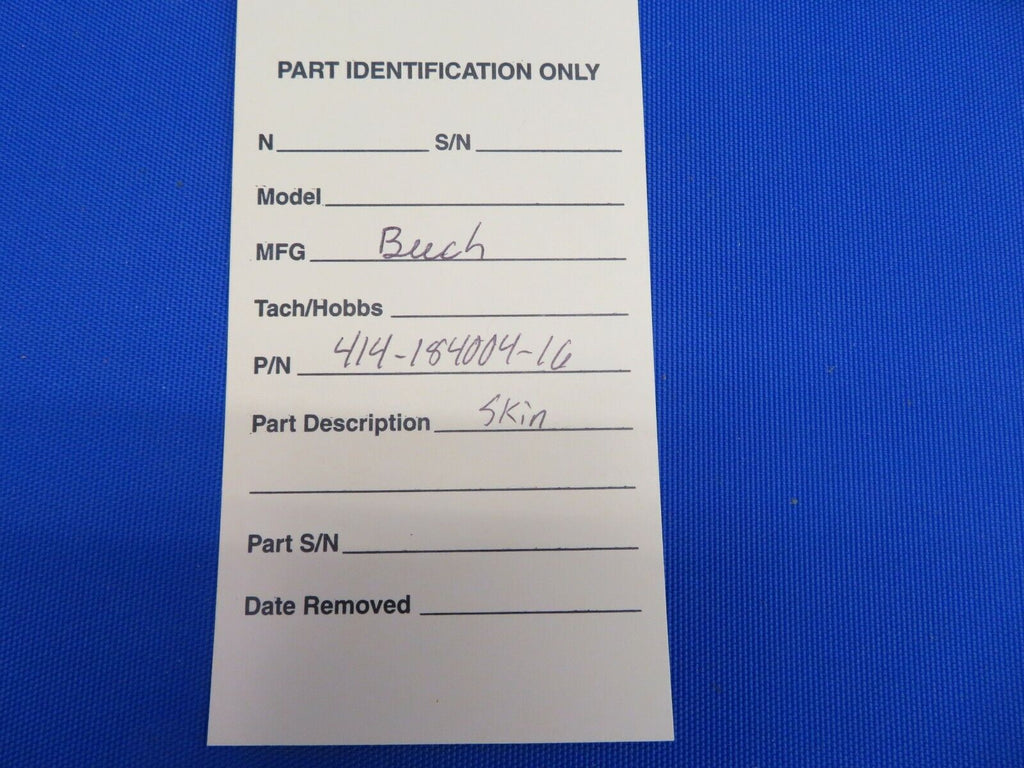 PART IDENTIFICATION ONLY
N S/N
Model
MFG Beech
Tach/Hobbs
P/N 414-184004-16
Part Description Skin
Part S/N
Date Removed